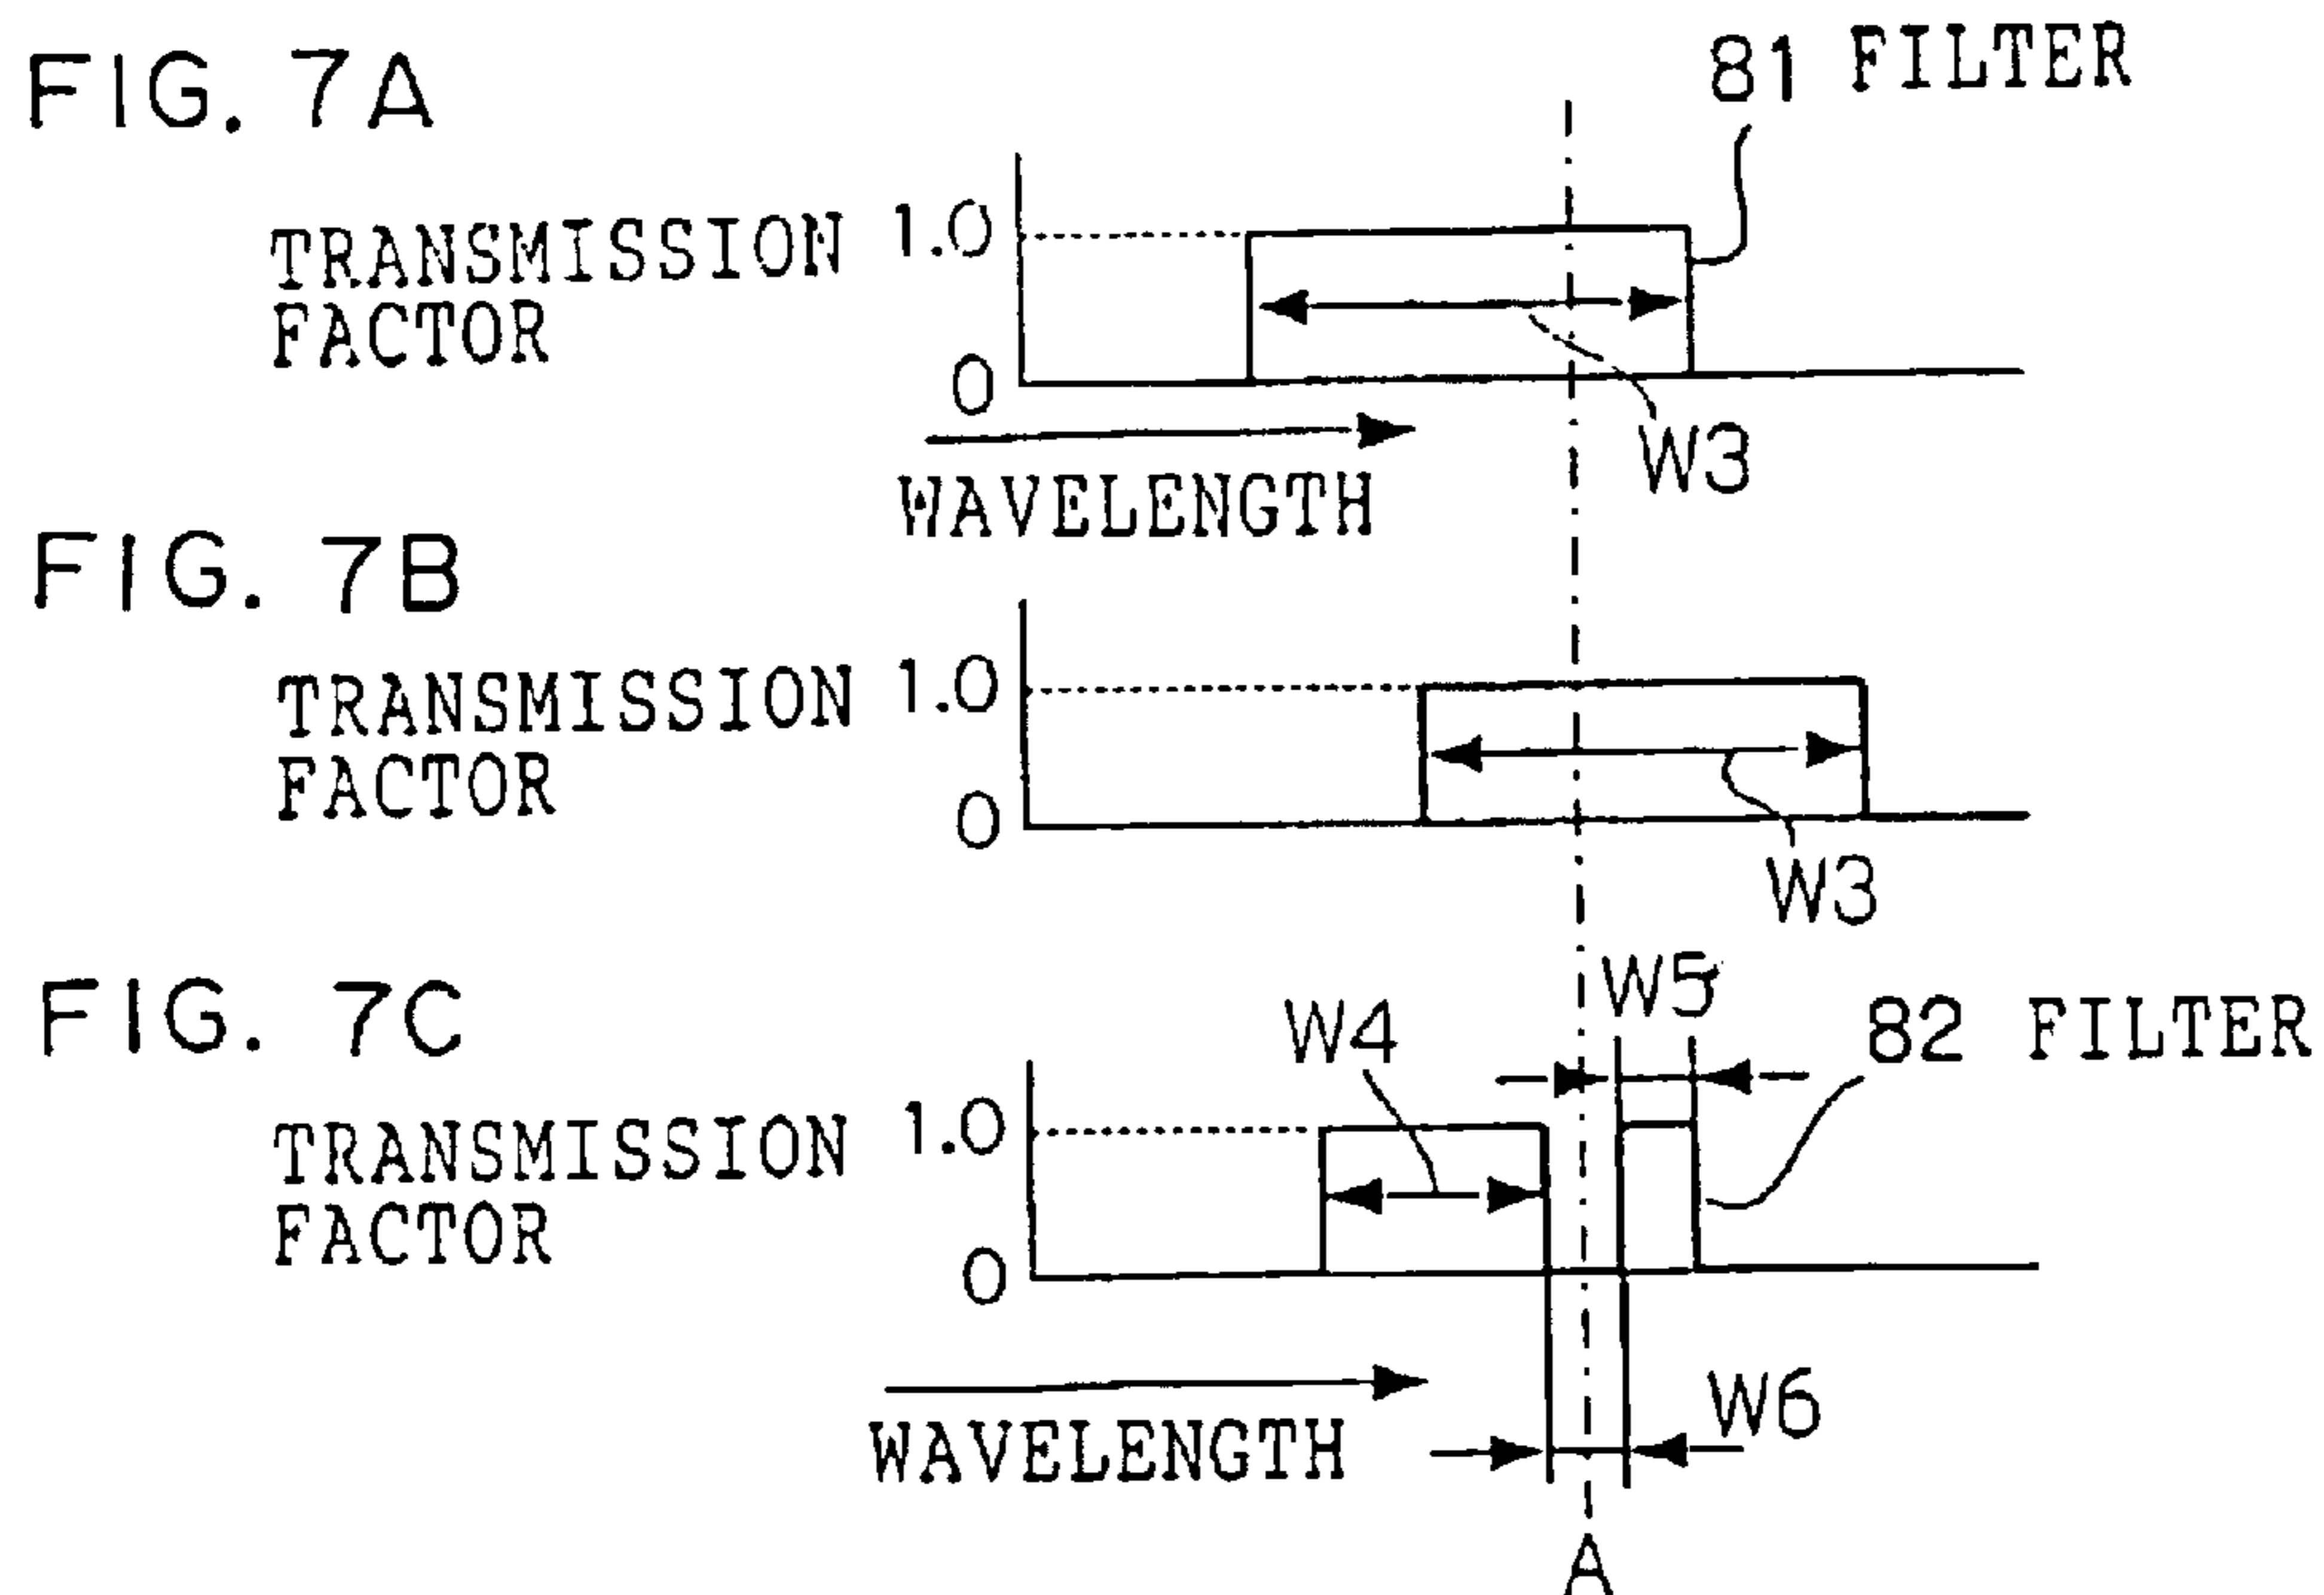 FIG. 7A
81 FILTER
TRANSMISSION
FACTOR
1.0
0
W3
WAVELENGTH
FIG. 7B
TRANSMISSION
FACTOR
1.0
0
W3
FIG. 7C
W4
W5
82 FILTER
TRANSMISSION
FACTOR
1.0
0
WAVELENGTH
W6
A